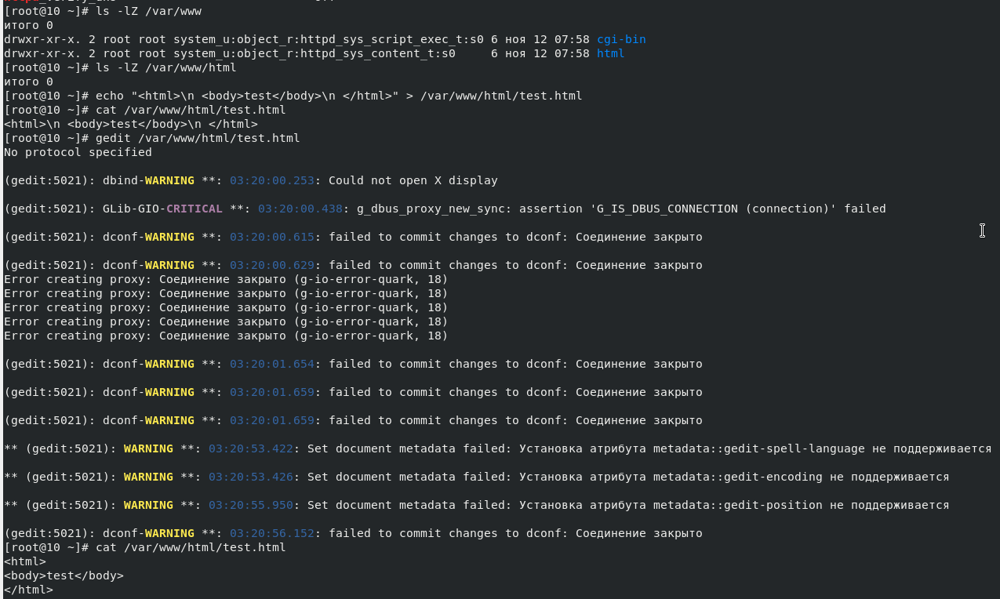 [root@10 ~]# ls -lZ /var/www
итого 0
drwxr-xr-x. 2 root root system_u:object_r:httpd_sys_script_exec_t:s0 6 ноя 12 07:58 cgi-bin
drwxr-xr-x. 2 root root system_u:object_r:httpd_sys_content_t:s0     6 ноя 12 07:58 html
[root@10 ~]# ls -lZ /var/www/html
итого 0
[root@10 ~]# echo "<html>\n <body>test</body>\n </html>" > /var/www/html/test.html
[root@10 ~]# cat /var/www/html/test.html
<html>\n <body>test</body>\n </html>
[root@10 ~]# gedit /var/www/html/test.html
No protocol specified
(gedit:5021): dbind-WARNING **: 03:20:00.253: Could not open X display
(gedit:5021): GLib-GIO-CRITICAL **: 03:20:00.438: g_dbus_proxy_new_sync: assertion 'G_IS_DBUS_CONNECTION (connection)' failed
(gedit:5021): dconf-WARNING **: 03:20:00.615: failed to commit changes to dconf: Соединение закрыто
(gedit:5021): dconf-WARNING **: 03:20:00.629: failed to commit changes to dconf: Соединение закрыто
Error creating proxy: Соединение закрыто (g-io-error-quark, 18)
Error creating proxy: Соединение закрыто (g-io-error-quark, 18)
Error creating proxy: Соединение закрыто (g-io-error-quark, 18)
Error creating proxy: Соединение закрыто (g-io-error-quark, 18)
Error creating proxy: Соединение закрыто (g-io-error-quark, 18)
(gedit:5021): dconf-WARNING **: 03:20:01.654: failed to commit changes to dconf: Соединение закрыто
(gedit:5021): dconf-WARNING **: 03:20:01.659: failed to commit changes to dconf: Соединение закрыто
(gedit:5021): dconf-WARNING **: 03:20:01.659: failed to commit changes to dconf: Соединение закрыто
** (gedit:5021): WARNING **: 03:20:53.422: Set document metadata failed: Установка атрибута metadata::gedit-spell-language не поддерживается
** (gedit:5021): WARNING **: 03:20:53.426: Set document metadata failed: Установка атрибута metadata::gedit-encoding не поддерживается
** (gedit:5021): WARNING **: 03:20:55.950: Set document metadata failed: Установка атрибута metadata::gedit-position не поддерживается
(gedit:5021): dconf-WARNING **: 03:20:56.152: failed to commit changes to dconf: Соединение закрыто
[root@10 ~]# cat /var/www/html/test.html
<html>
<body>test</body>
</html>